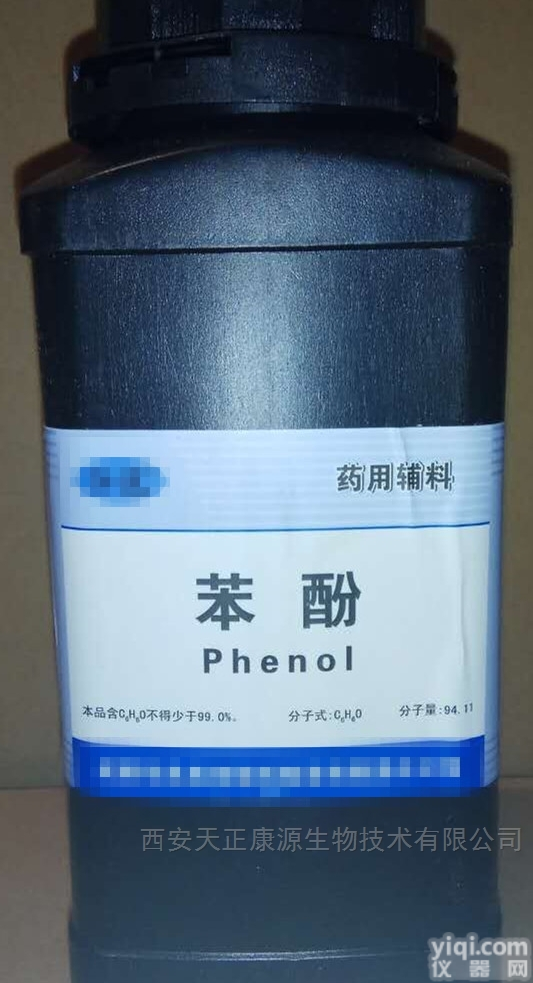 药用辅料
苯酚
Phenol
本品含C₆H₆O不得少于99.0%。 分子式:C₆H₆O 分子量:94.11
西安天正康源生物技术有限公司
yiqi.com
仪器网